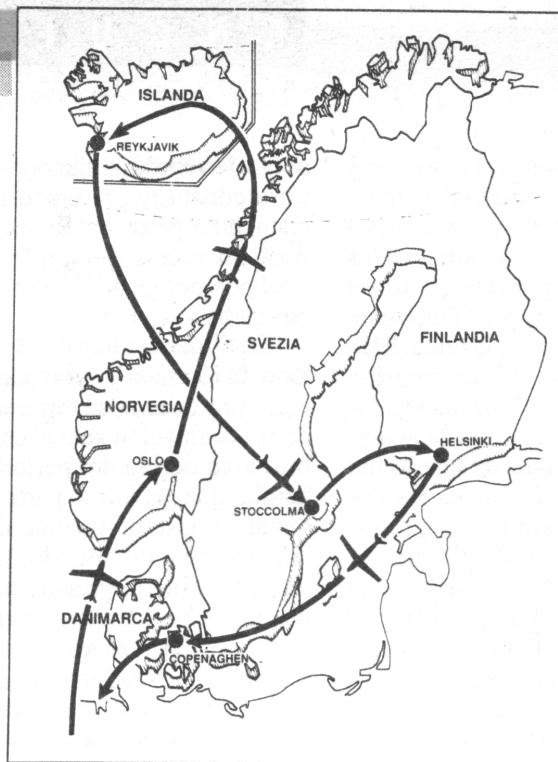 ISLANDA
REYKJAVIK
SVEZIA
FINLANDIA
NORVEGIA
OSLO
HELSINKI
STOCCOLMA
DANIMARCA
COPENAGHEN